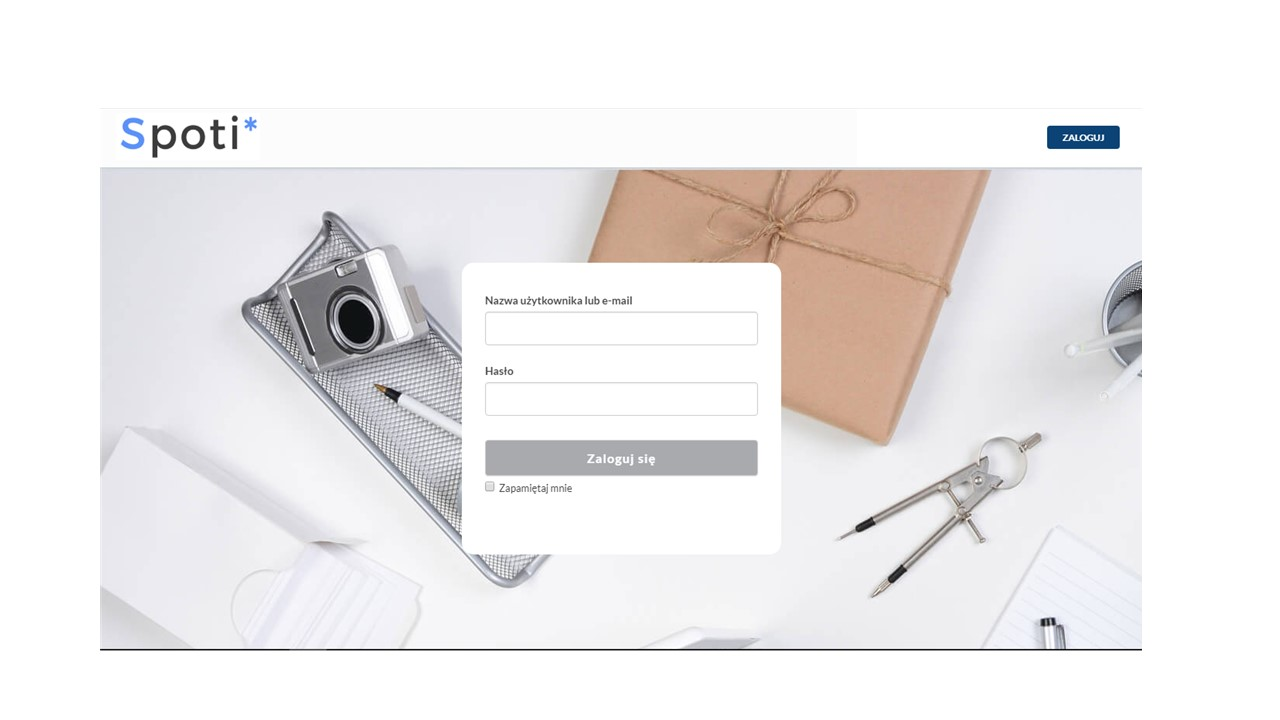 Spoti*
ZALOGUJ
Nazwa użytkownika lub e-mail
Hasło
Zaloguj się
Zapamiętaj mnie